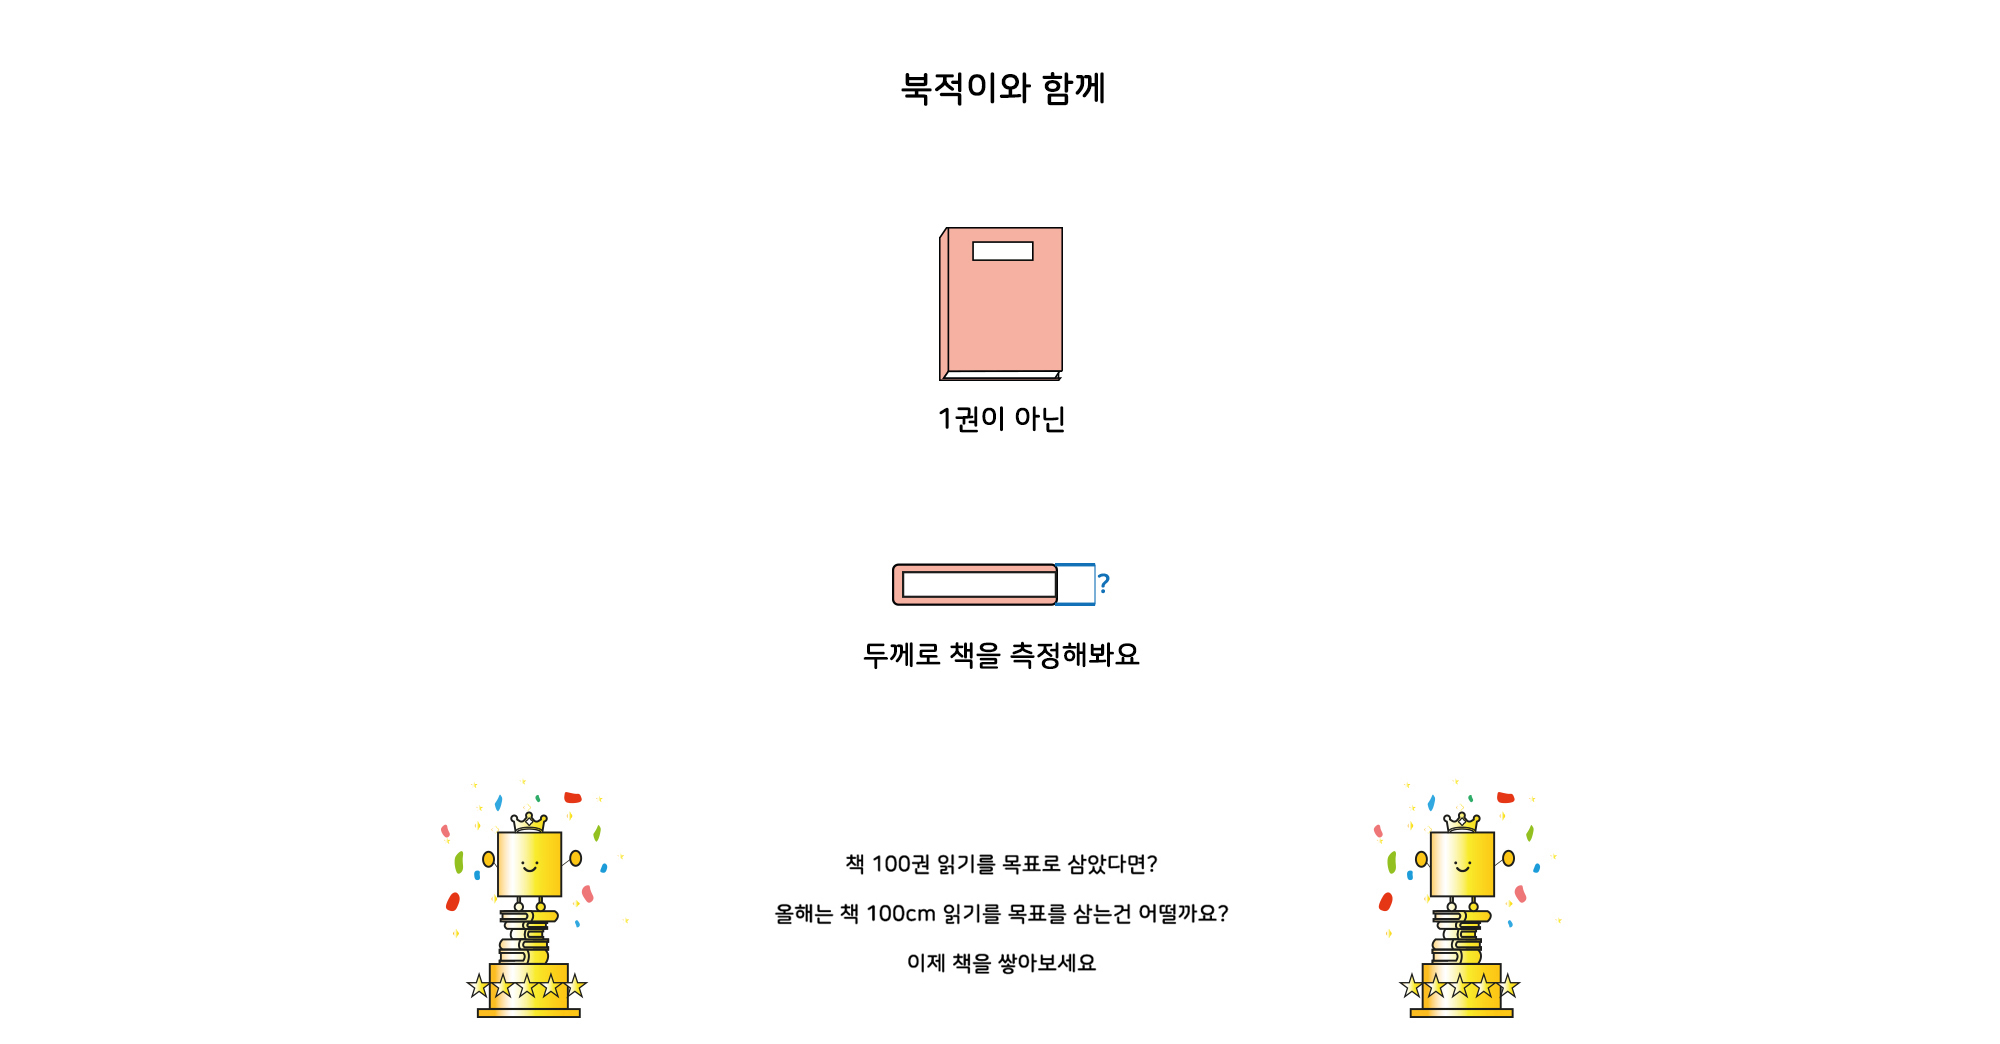 북적이와 함께
1권이 아닌
?
두께로 책을 측정해봐요
책 100권 읽기를 목표로 삼았다면?
올해는 책 100cm 읽기를 목표를 삼는건 어떨까요?
이제 책을 쌓아보세요